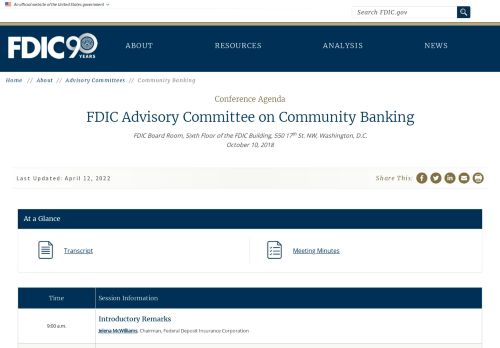 An official website of the United States government
Search FDIC.gov
FDIC 90 YEARS
ABOUT RESOURCES ANALYSIS NEWS
Home // About // Advisory Committees // Community Banking
Conference Agenda
FDIC Advisory Committee on Community Banking
FDIC Board Room, Sixth Floor of the FDIC Building, 550 17th St. NW, Washington, D.C.
October 10, 2018
Last Updated: April 12, 2022
Share This:
At a Glance
Transcript
Meeting Minutes
Time Session Information
9:00 a.m.
Introductory Remarks
Jelena McWilliams, Chairman, Federal Deposit Insurance Corporation